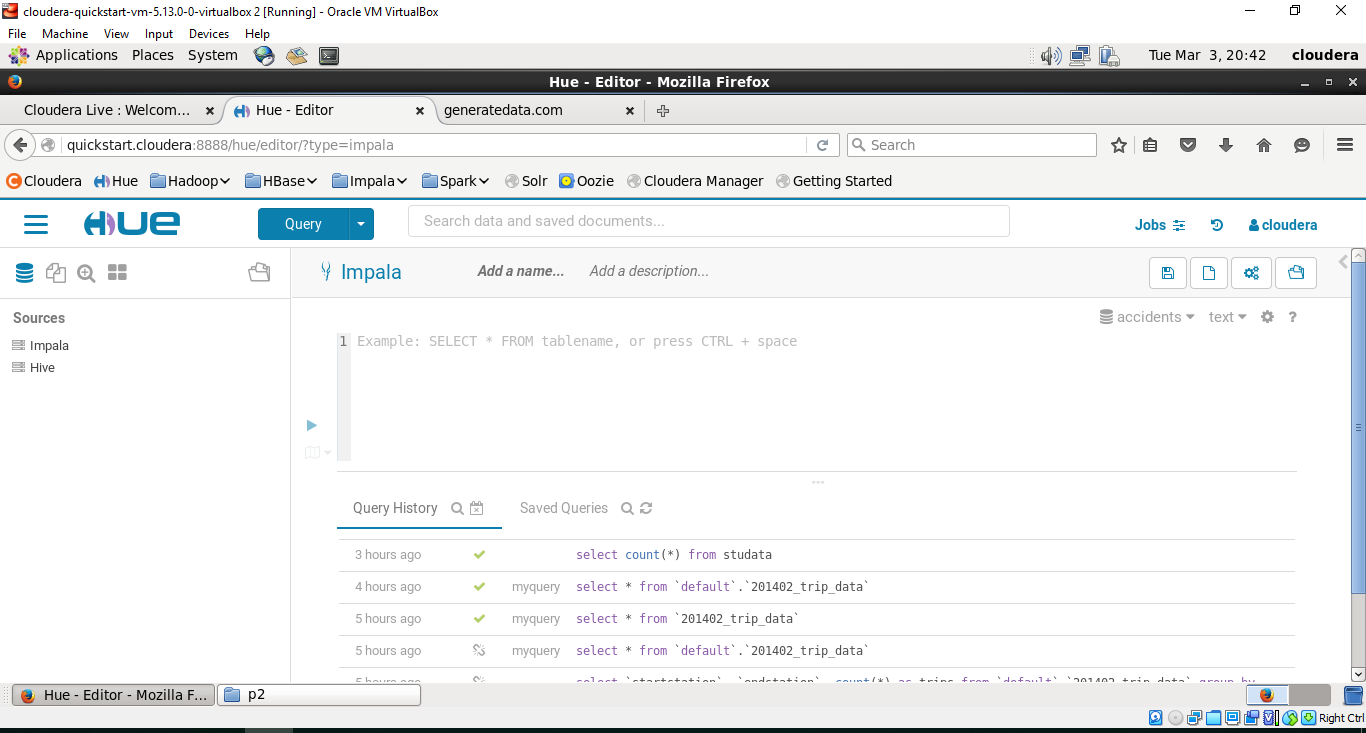 cloudera-quickstart-vm-5.13.0-0-virtualbox 2 [Running] - Oracle VM VirtualBox
File Machine View Input Devices Help
Applications Places System Tue Mar 3, 20:42 cloudera
Hue - Editor - Mozilla Firefox
Cloudera Live : Welcom... Hue - Editor generatedata.com
quickstart.cloudera:8888/hue/editor/?type=impala Search
Cloudera Hue Hadoop HBase Impala Spark Solr Oozie Cloudera Manager Getting Started
HUE Query Search data and saved documents... Jobs cloudera
Impala Add a name... Add a description...
Sources
Impala
Hive
accidents text ?
1 Example: SELECT * FROM tablename, or press CTRL + space
Query History Saved Queries
3 hours ago select count(*) from studata
4 hours ago myquery select * from `default`.`201402_trip_data`
5 hours ago select * from `201402_trip_data`
5 hours ago myquery select * from `default`.`201402_trip_data`
5 hours ago select `startstation`, `endstation`, count(*) as trips from `default`.`201402_trip_data` group by
Hue - Editor - Mozilla F... p2
Right Ctrl